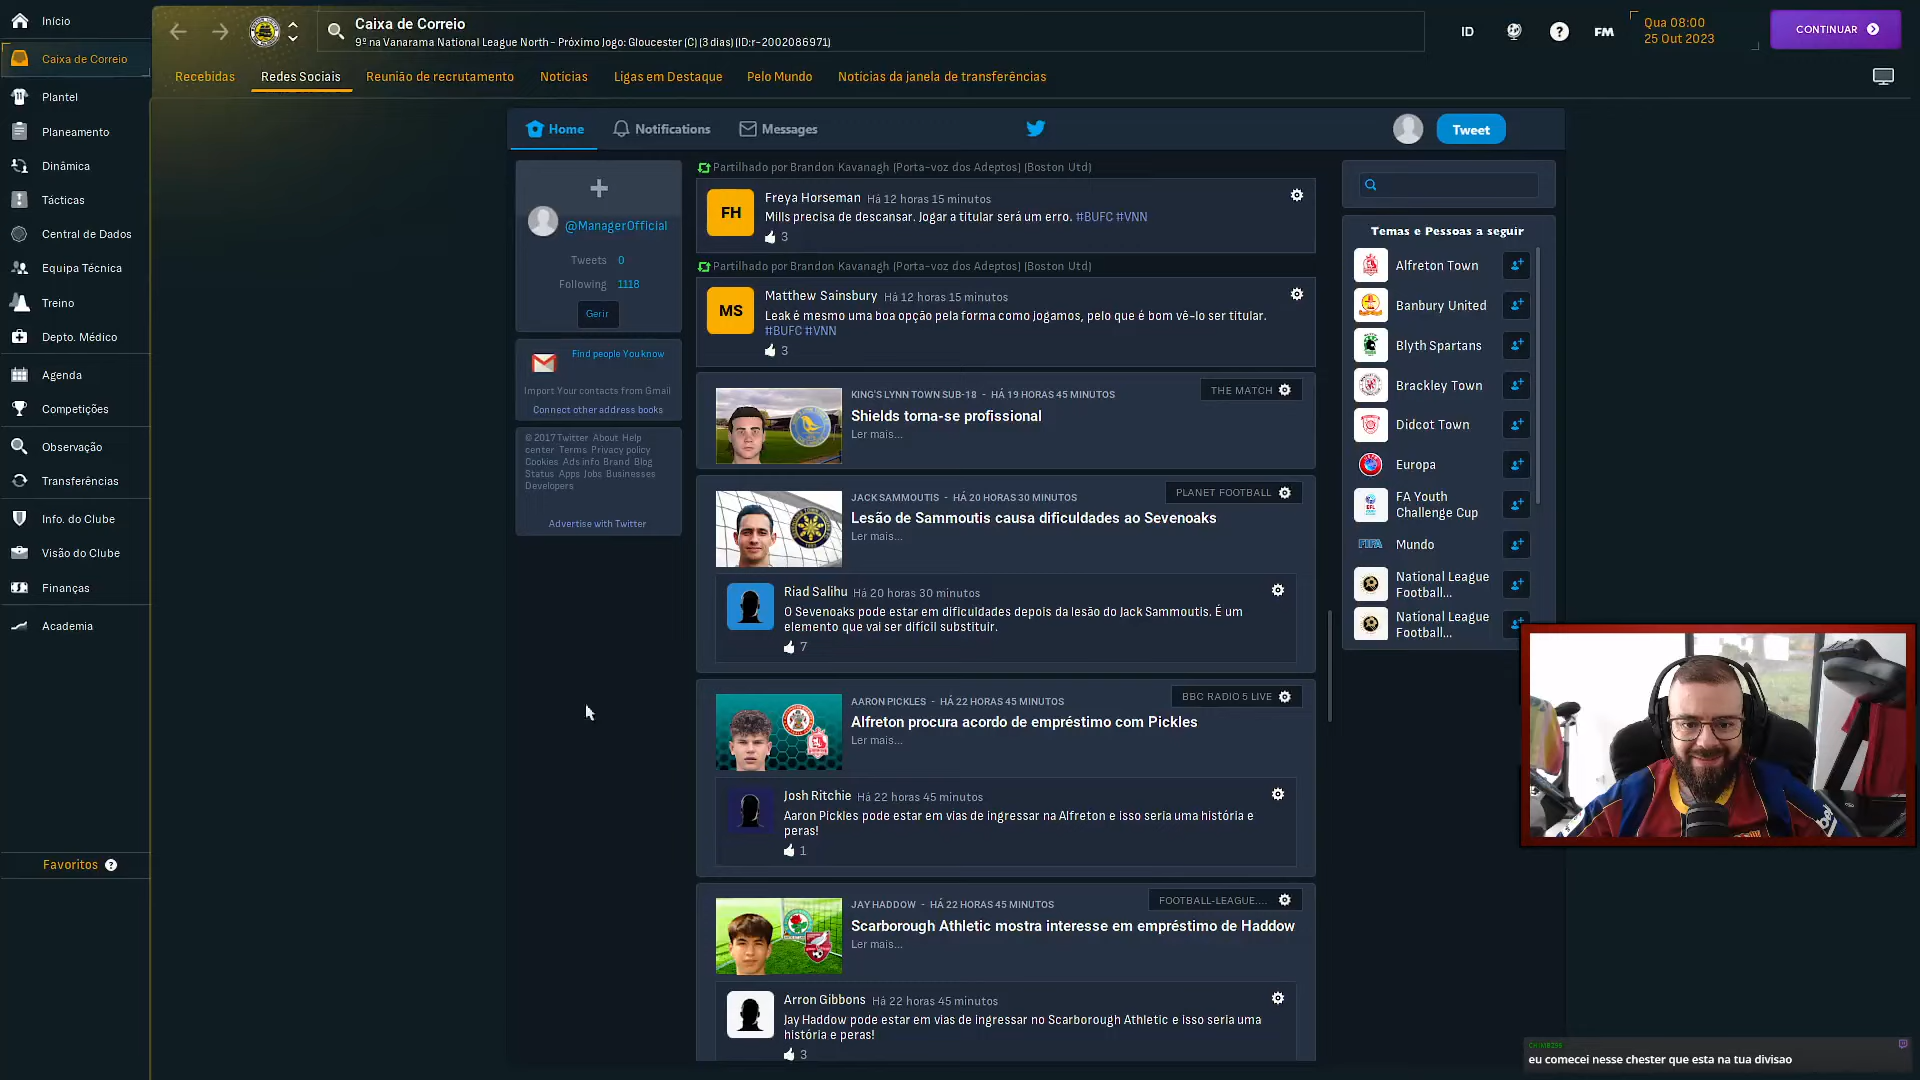 Início
Caixa de Correio
Plantel
Planeamento
Dinâmica
Tácticas
Central de Dados
Equipa Técnica
Treino
Depto. Médico
Agenda
Competições
Observação
Transferências
Info. do Clube
Visão do Clube
Finanças
Academia
Favoritos ?
Caixa de Correio
9º na Vanarama National League North - Próximo Jogo: Gloucester (C) (3 dias) (ID:r-2002086971)
ID
?
FM
Qua 08:00
25 Out 2023
CONTINUAR
Recebidas
Redes Sociais
Reunião de recrutamento
Notícias
Ligas em Destaque
Pelo Mundo
Notícias da janela de transferências
Home
Notifications
Messages
Tweet
@ManagerOfficial
Tweets 0
Following 1118
Gerir
Find people You know
Import Your contacts from Gmail
Connect other address books
© 2017 Twitter About Help
center Terms Privacy policy
Cookies Ads info Brand Blog
Status Apps Jobs Businesses
Developers
Advertise with Twitter
Partilhado por Brandon Kavanagh (Porta-voz dos Adeptos) (Boston Utd)
FH
Freya Horseman Há 12 horas 15 minutos
Mills precisa de descansar. Jogar a titular será um erro. #BUFC #VNN
3
Partilhado por Brandon Kavanagh (Porta-voz dos Adeptos) (Boston Utd)
MS
Matthew Sainsbury Há 12 horas 15 minutos
Leak é mesmo uma boa opção pela forma como jogamos, pelo que é bom vê-lo ser titular.
#BUFC #VNN
3
KING'S LYNN TOWN SUB-18 - HÁ 19 HORAS 45 MINUTOS
THE MATCH
Shields torna-se profissional
Ler mais...
JACK SAMMOUTIS - HÁ 20 HORAS 30 MINUTOS
PLANET FOOTBALL
Lesão de Sammoutis causa dificuldades ao Sevenoaks
Ler mais...
Riad Salihu Há 20 horas 30 minutos
O Sevenoaks pode estar em dificuldades depois da lesão do Jack Sammoutis. É um
elemento que vai ser difícil substituir.
7
AARON PICKLES - HÁ 22 HORAS 45 MINUTOS
BBC RADIO 5 LIVE
Alfreton procura acordo de empréstimo com Pickles
Ler mais...
Josh Ritchie Há 22 horas 45 minutos
Aaron Pickles pode estar em vias de ingressar na Alfreton e isso seria uma história e
peras!
1
JAY HADDOW - HÁ 22 HORAS 45 MINUTOS
FOOTBALL-LEAGUE....
Scarborough Athletic mostra interesse em empréstimo de Haddow
Ler mais...
Arron Gibbons Há 22 horas 45 minutos
Jay Haddow pode estar em vias de ingressar no Scarborough Athletic e isso seria uma
história e peras!
3
Temas e Pessoas a seguir
Alfreton Town
Banbury United
Blyth Spartans
Brackley Town
Didcot Town
Europa
FA Youth
Challenge Cup
FIFA
Mundo
National League
Football...
National League
Football...
eu comecei nesse chester que esta na tua divisao